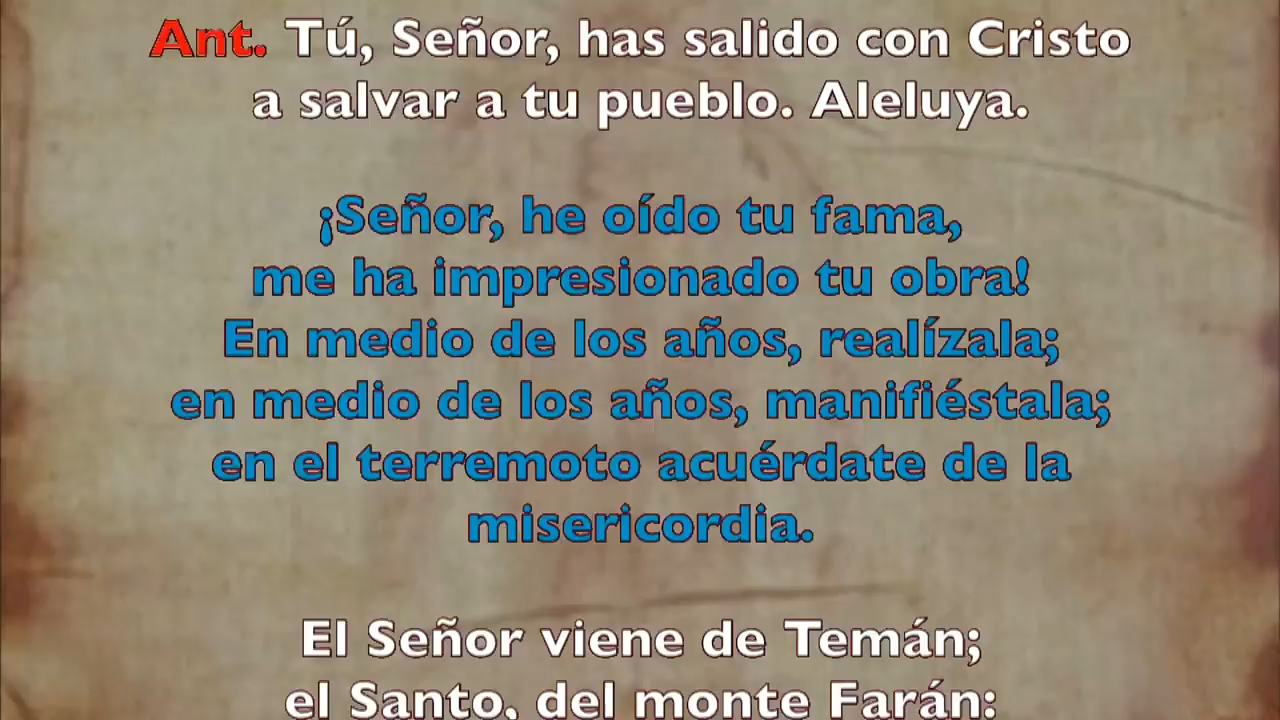 Ant. Tú, Señor, has salido con Cristo
a salvar a tu pueblo. Aleluya.
¡Señor, he oído tu fama,
me ha impresionado tu obra!
En medio de los años, realízala;
en medio de los años, manifiéstala;
en el terremoto acuérdate de la
misericordia.
El Señor viene de Temán;
el Santo, del monte Farán: